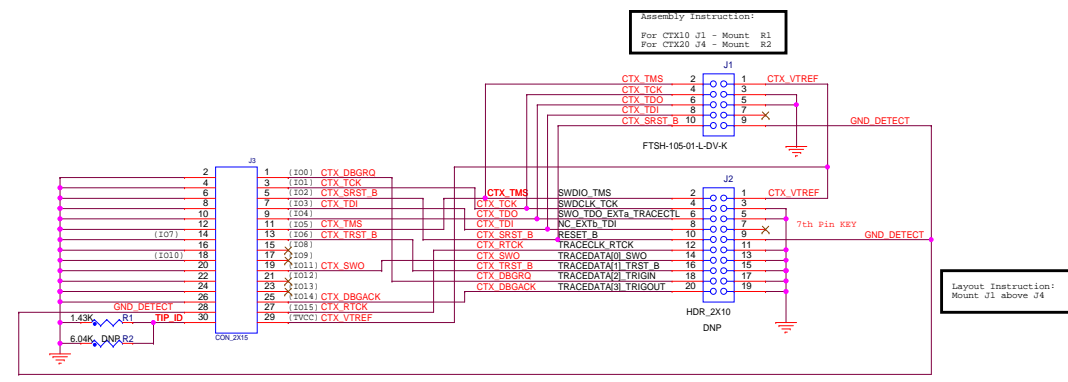 Assembly Instruction:
For CTX10 J1 - Mount R1
For CTX20 J4 - Mount R2
J1
CTX_TMS 2 1 CTX_VTREF
CTX_TCK 4 3
CTX_TDO 6 5
CTX_TDI 8 7
CTX_SRST_B 10 9 GND_DETECT
FTSH-105-01-L-DV-K
J3
2 1 (IO0) CTX_DBGRQ
4 3 (IO1) CTX_TCK
6 5 (IO2) CTX_SRST_B
8 7 (IO3) CTX_TDI
10 9 (IO4)
12 11 (IO5) CTX_TMS
(IO7) 14 13 (IO6) CTX_TRST_B
16 15 (IO8)
(IO10) 18 17 (IO9)
20 19 (IO11) CTX_SWO
22 21 (IO12)
24 23 (IO13)
26 25 (IO14) CTX_DBGACK
GND_DETECT 28 27 (IO15) CTX_RTCK
TIP_ID 30 29 (TVCC) CTX_VTREF
CON_2X15
1.43K R1
6.04K DNP R2
J2
CTX_TMS SWDIO_TMS 2 1 CTX_VTREF
CTX_TCK SWDCLK_TCK 4 3
CTX_TDO SWO_TDO_EXTa_TRACECTL 6 5
CTX_TDI NC_EXTb_TDI 8 7 7th Pin KEY
CTX_SRST_B RESET_B 10 9 GND_DETECT
CTX_RTCK TRACECLK_RTCK 12 11
CTX_SWO TRACEDATA[0]_SWO 14 13
CTX_TRST_B TRACEDATA[1]_TRST_B 16 15
CTX_DBGRQ TRACEDATA[2]_TRIGIN 18 17
CTX_DBGACK TRACEDATA[3]_TRIGOUT 20 19
HDR_2X10
DNP
Layout Instruction:
Mount J1 above J4